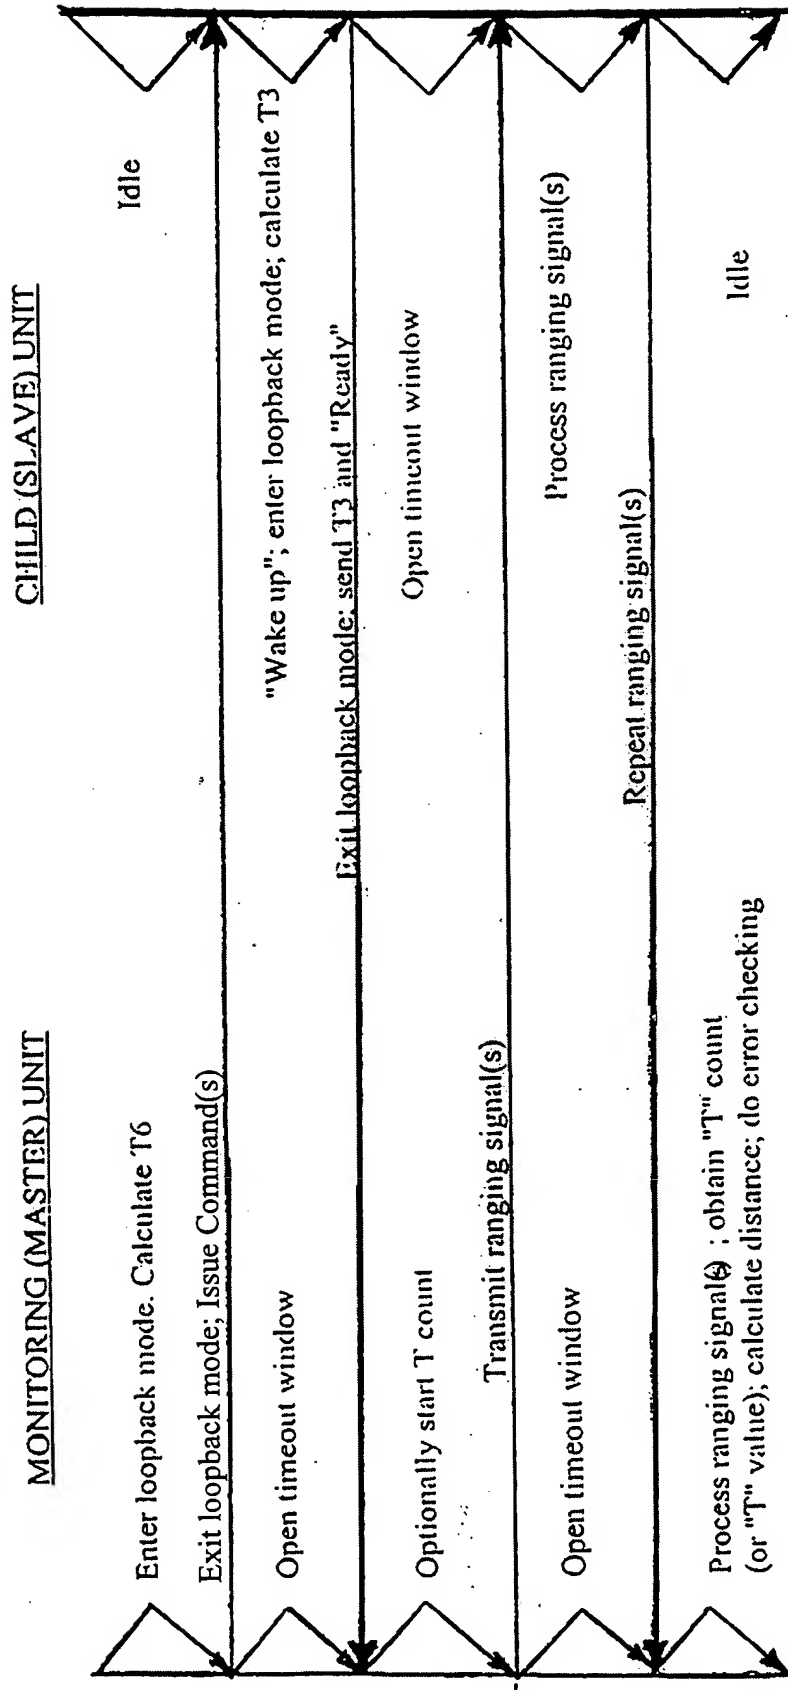 MONITORING (MASTER) UNIT
CHILD (SLAVE) UNIT
Enter loopback mode. Calculate T6
Idle
Exit loopback mode; Issue Command(s)
Open timeout window
"Wake up"; enter loopback mode; calculate T3
Exit loopback mode; send T3 and "Ready"
Optionally start T count
Open timeout window
Transmit ranging signal(s)
Open timeout window
Process ranging signal(s)
Repeat ranging signal(s)
Process ranging signal(s) ; obtain "T" count
(or "T" value); calculate distance; do error checking
Idle